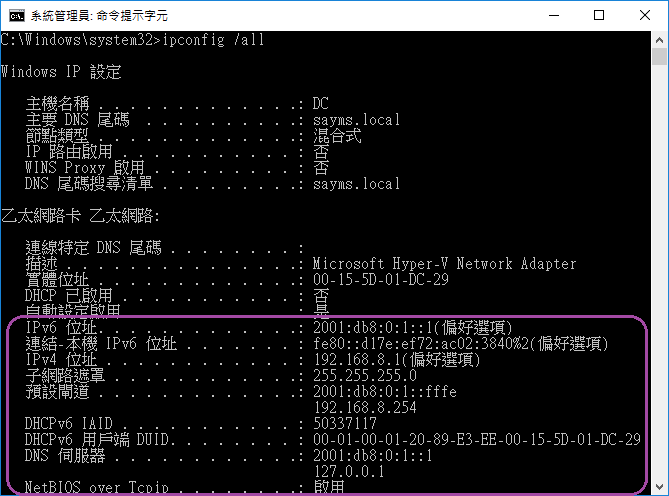 系統管理員: 命令提示字元
C:\Windows\system32>ipconfig /all
Windows IP 設定
主機名稱 . . . . . . . . . . . . .: DC
主要 DNS 尾碼  . . . . . . . . . .: sayms.local
節點類型 . . . . . . . . . . . . .: 混合式
IP 路由啟用 . . . . . . . . . . . .: 否
WINS Proxy 啟用 . . . . . . . . . .: 否
DNS 尾碼搜尋清單 . . . . . . . . .: sayms.local
乙太網路卡 乙太網路:
連線特定 DNS 尾碼 . . . . . . . . .:
描述 . . . . . . . . . . . . . . .: Microsoft Hyper-V Network Adapter
實體位址 . . . . . . . . . . . . .: 00-15-5D-01-DC-29
DHCP 已啟用 . . . . . . . . . . . .: 否
自動設定啟用 . . . . . . . . . . .: 是
IPv6 位址. . . . . . . . . . . . .: 2001:db8:0:1::1(偏好選項)
連結-本機 IPv6 位址 . . . . . . . .: fe80::d17e:ef72:ac02:3840%2(偏好選項)
IPv4 位址 . . . . . . . . . . . . .: 192.168.8.1(偏好選項)
子網路遮罩 . . . . . . . . . . . .: 255.255.255.0
預設閘道 . . . . . . . . . . . . .: 2001:db8:0:1::fffe
192.168.8.254
DHCPv6 IAID . . . . . . . . . . . .: 50337117
DHCPv6 用戶端 DUID. . . . . . . . .: 00-01-00-01-20-89-E3-EE-00-15-5D-01-DC-29
DNS 伺服器 . . . . . . . . . . . .: 2001:db8:0:1::1
127.0.0.1
NetBIOS over Tcpip . . . . . . . .: 啟用